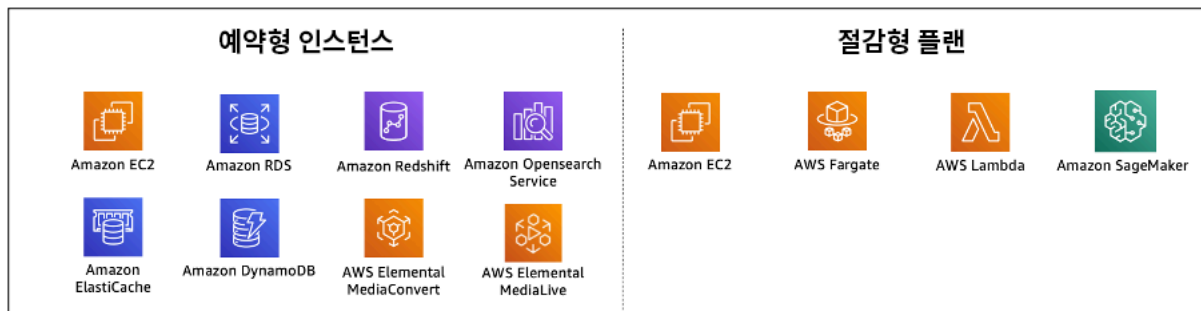 예약형 인스턴스
절감형 플랜
Amazon EC2
Amazon RDS
Amazon Redshift
Amazon Opensearch
Service
Amazon EC2
AWS Fargate
AWS Lambda
Amazon SageMaker
Amazon
ElastiCache
Amazon DynamoDB
AWS Elemental
MediaConvert
AWS Elemental
MediaLive